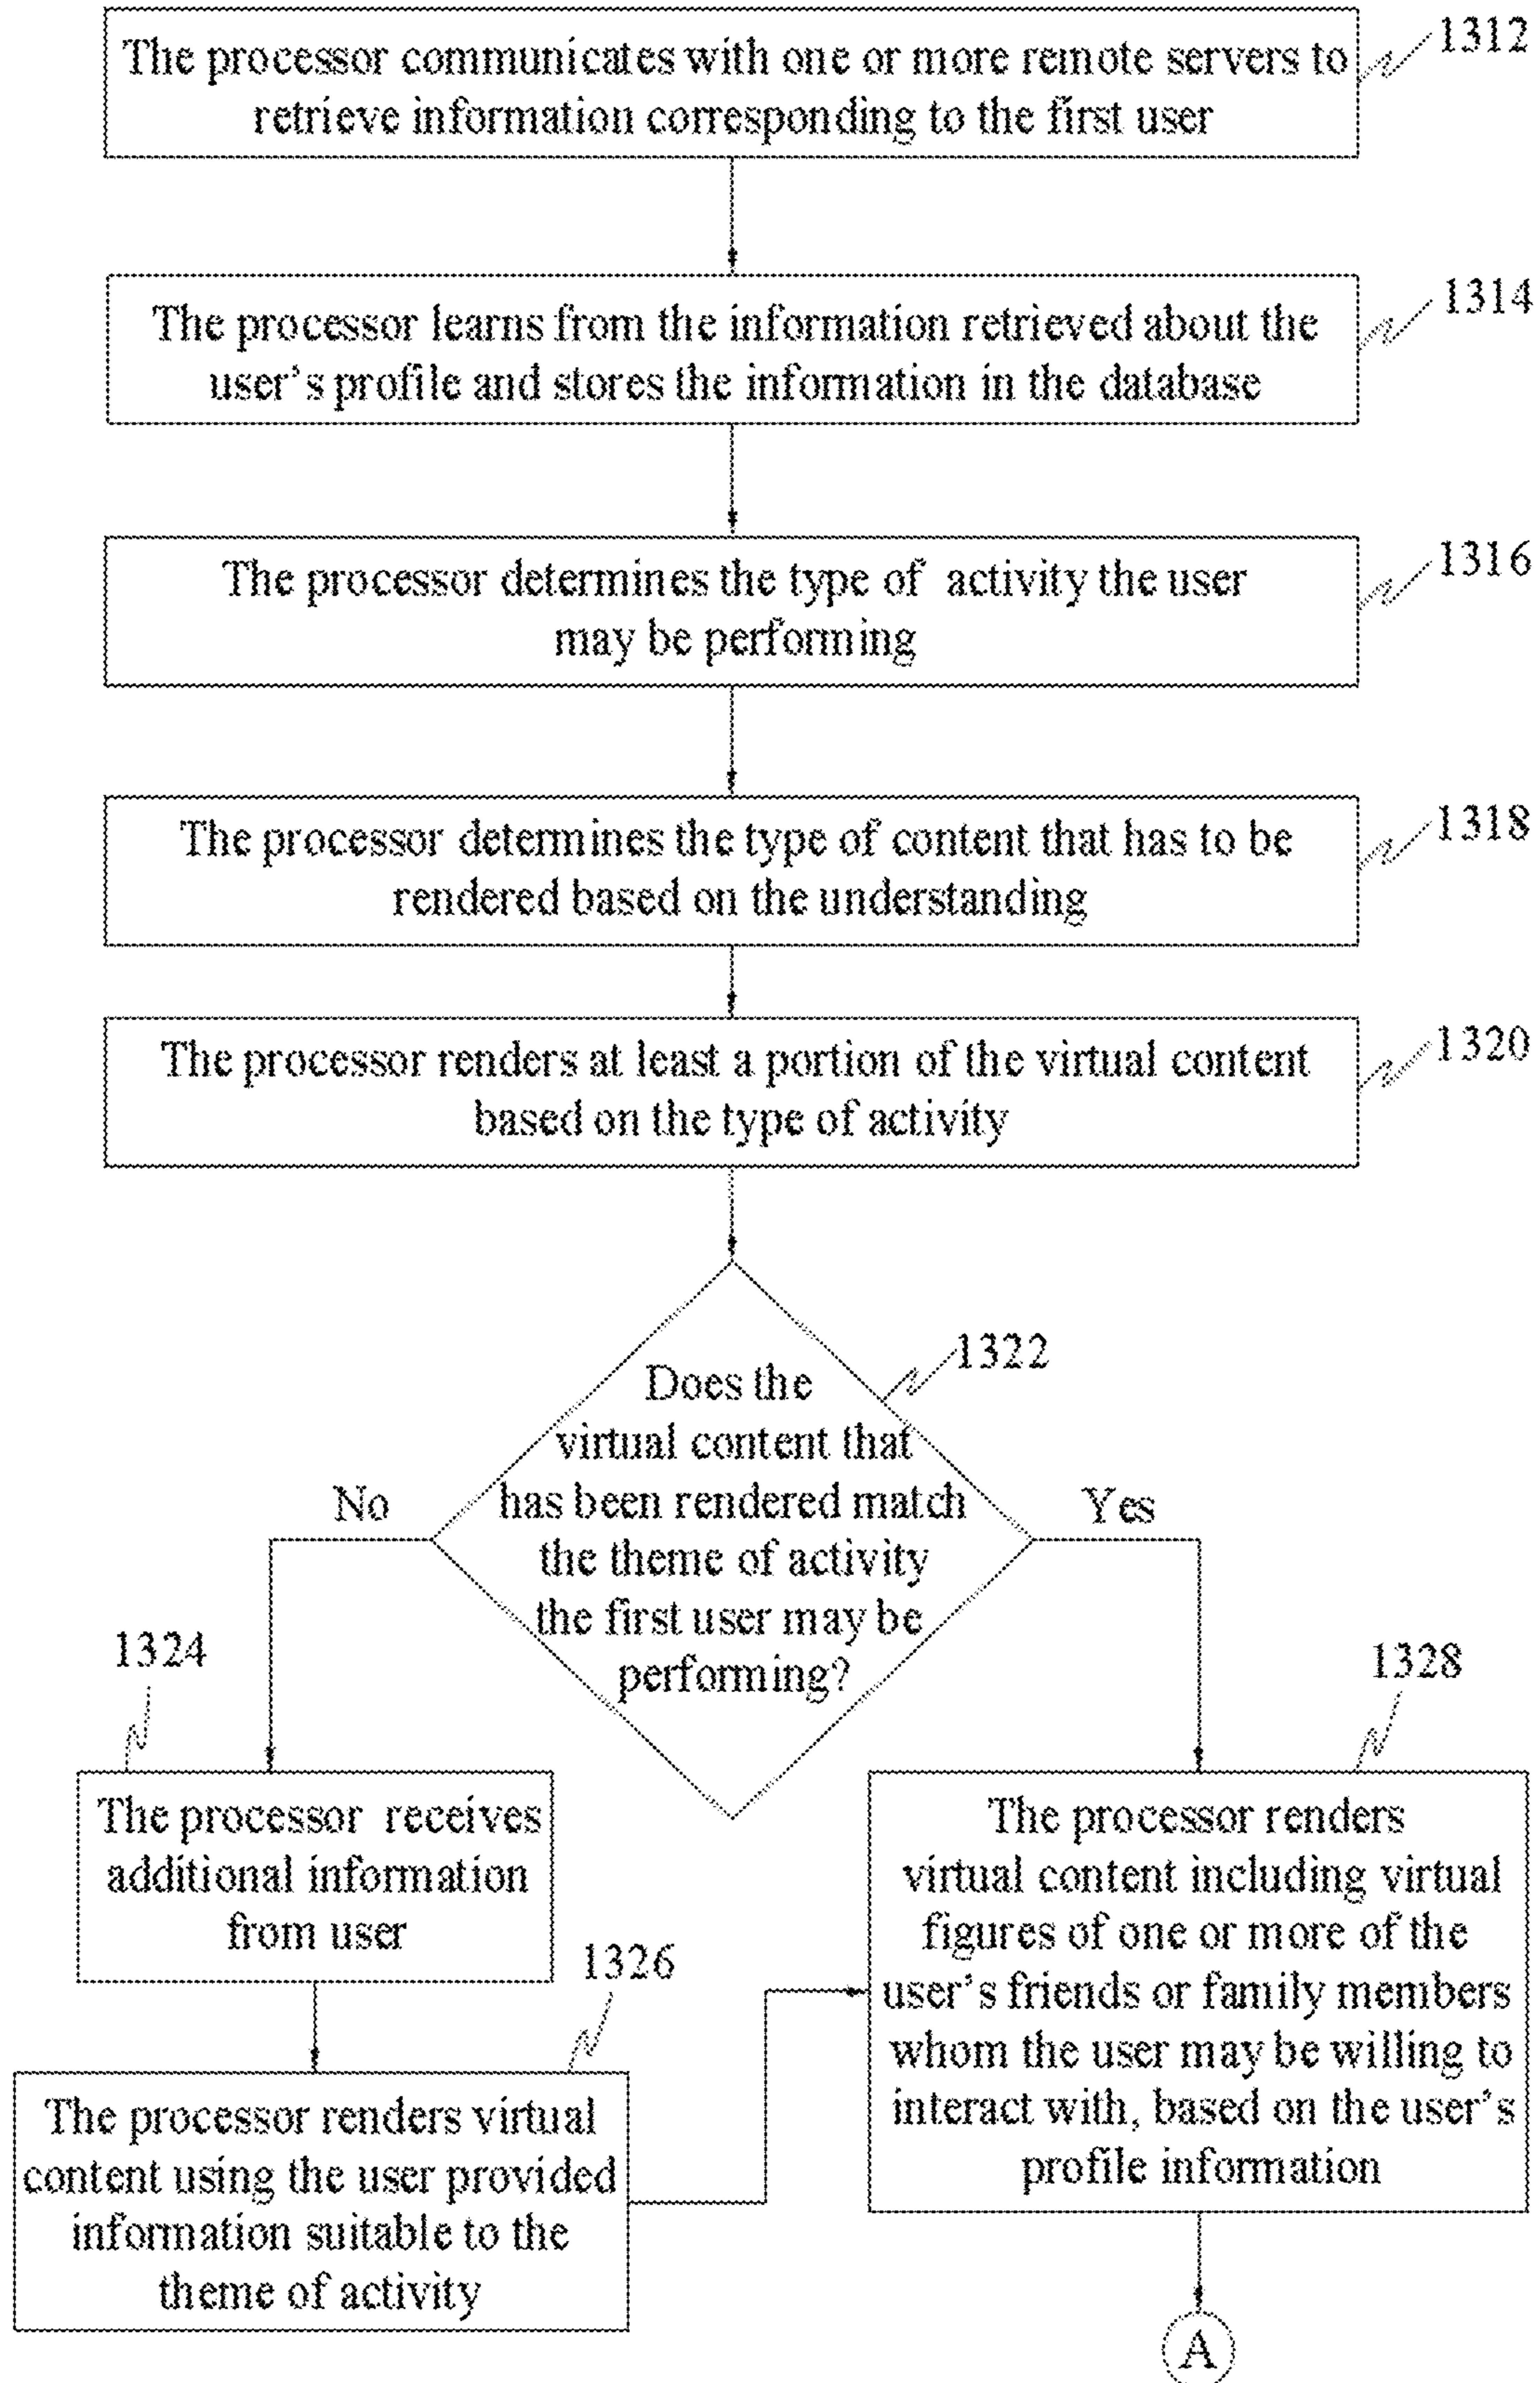 The processor communicates with one or more remote servers to
retrieve information corresponding to the first user
1312
The processor learns from the information retrieved about the
user's profile and stores the information in the database
1314
The processor determines the type of activity the user
may be performing
1316
The processor determines the type of content that has to be
rendered based on the understanding
1318
The processor renders at least a portion of the virtual content
based on the type of activity
1320
Does the
virtual content that
has been rendered match
the theme of activity
the first user may be
performing?
1322
No
Yes
1324
The processor receives
additional information
from user
1326
The processor renders virtual
content using the user provided
information suitable to the
theme of activity
1328
The processor renders
virtual content including virtual
figures of one or more of the
user's friends or family members
whom the user may be willing to
interact with, based on the user's
profile information
A